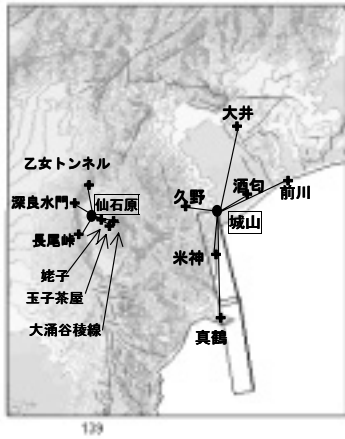 大井
乙女トンネル
深良水門
仙石原
久野
酒匂
前川
城山
長尾峠
米神
姥子
玉子茶屋
大涌谷稜線
真鶴
139